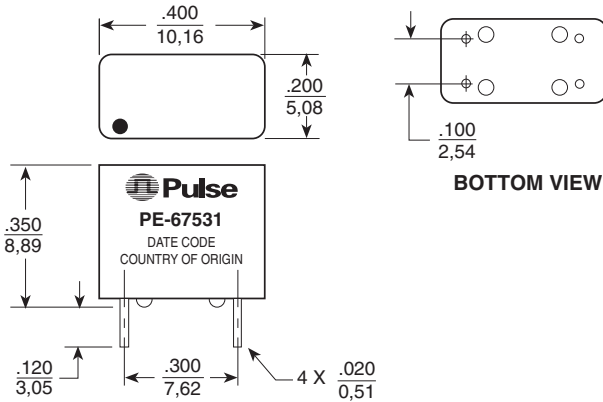 .400
10,16
.200
5,08
.100
2,54
BOTTOM VIEW
Pulse
PE-67531
DATE CODE
COUNTRY OF ORIGIN
.350
8,89
.120
3,05
.300
7,62
4 X .020
0,51